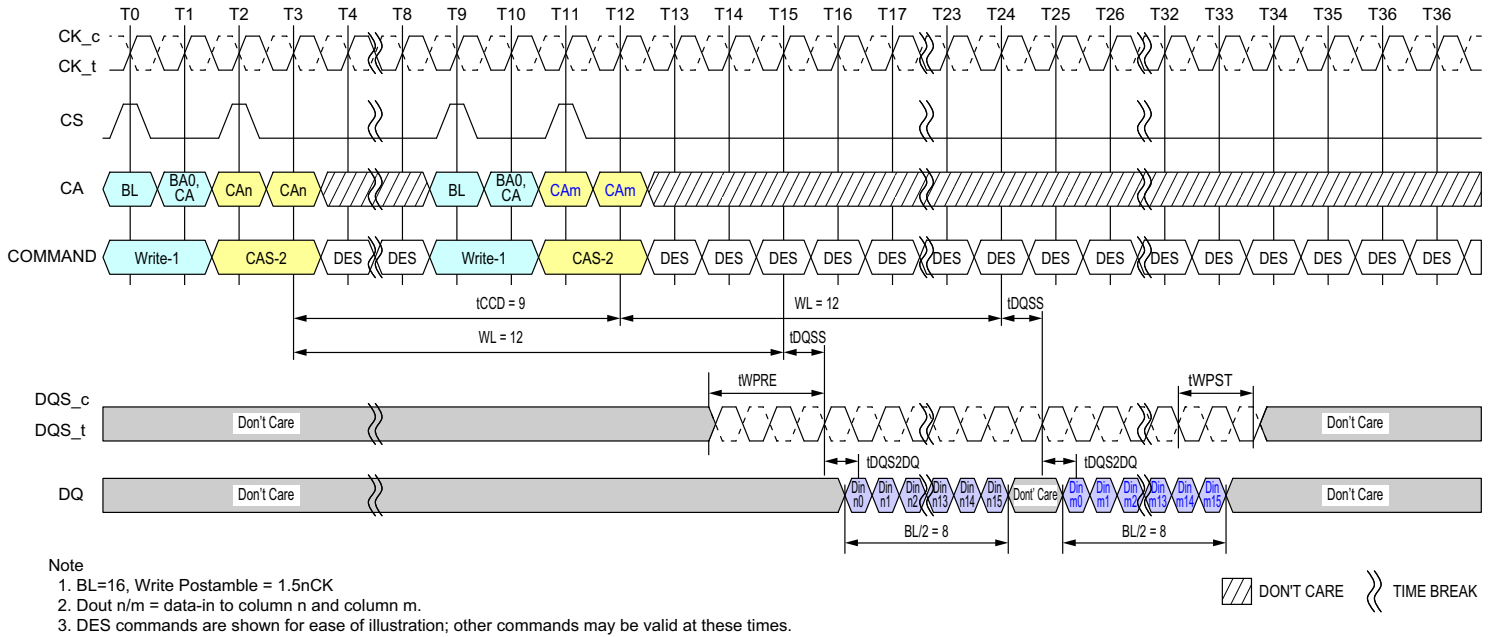 T0 T1 T2 T3 T4 T8 T9 T10 T11 T12 T13 T14 T15 T16 T17 T23 T24 T25 T26 T32 T33 T34 T35 T36 T36
CK_c
CK_t
CS
CA BL BA0, CA CAn CAn BL BA0, CA CAm CAm
COMMAND Write-1 CAS-2 DES DES Write-1 CAS-2 DES DES DES DES DES DES DES DES DES DES DES DES DES DES DES
tCCD = 9 WL = 12 tDQSS
WL = 12 tDQSS
tWPRE tWPST
DQS_c
DQS_t Don't Care Don't Care
tDQS2DQ tDQS2DQ
DQ Don't Care Din n0 Din n1 Din n2 Din n13 Din n14 Din n15 Dont' Care Din m0 Din m1 Din m2 Din m13 Din m14 Din m15 Don't Care
BL/2 = 8 BL/2 = 8
Note
1. BL=16, Write Postamble = 1.5nCK
2. Dout n/m = data-in to column n and column m.
3. DES commands are shown for ease of illustration; other commands may be valid at these times.
DON'T CARE TIME BREAK